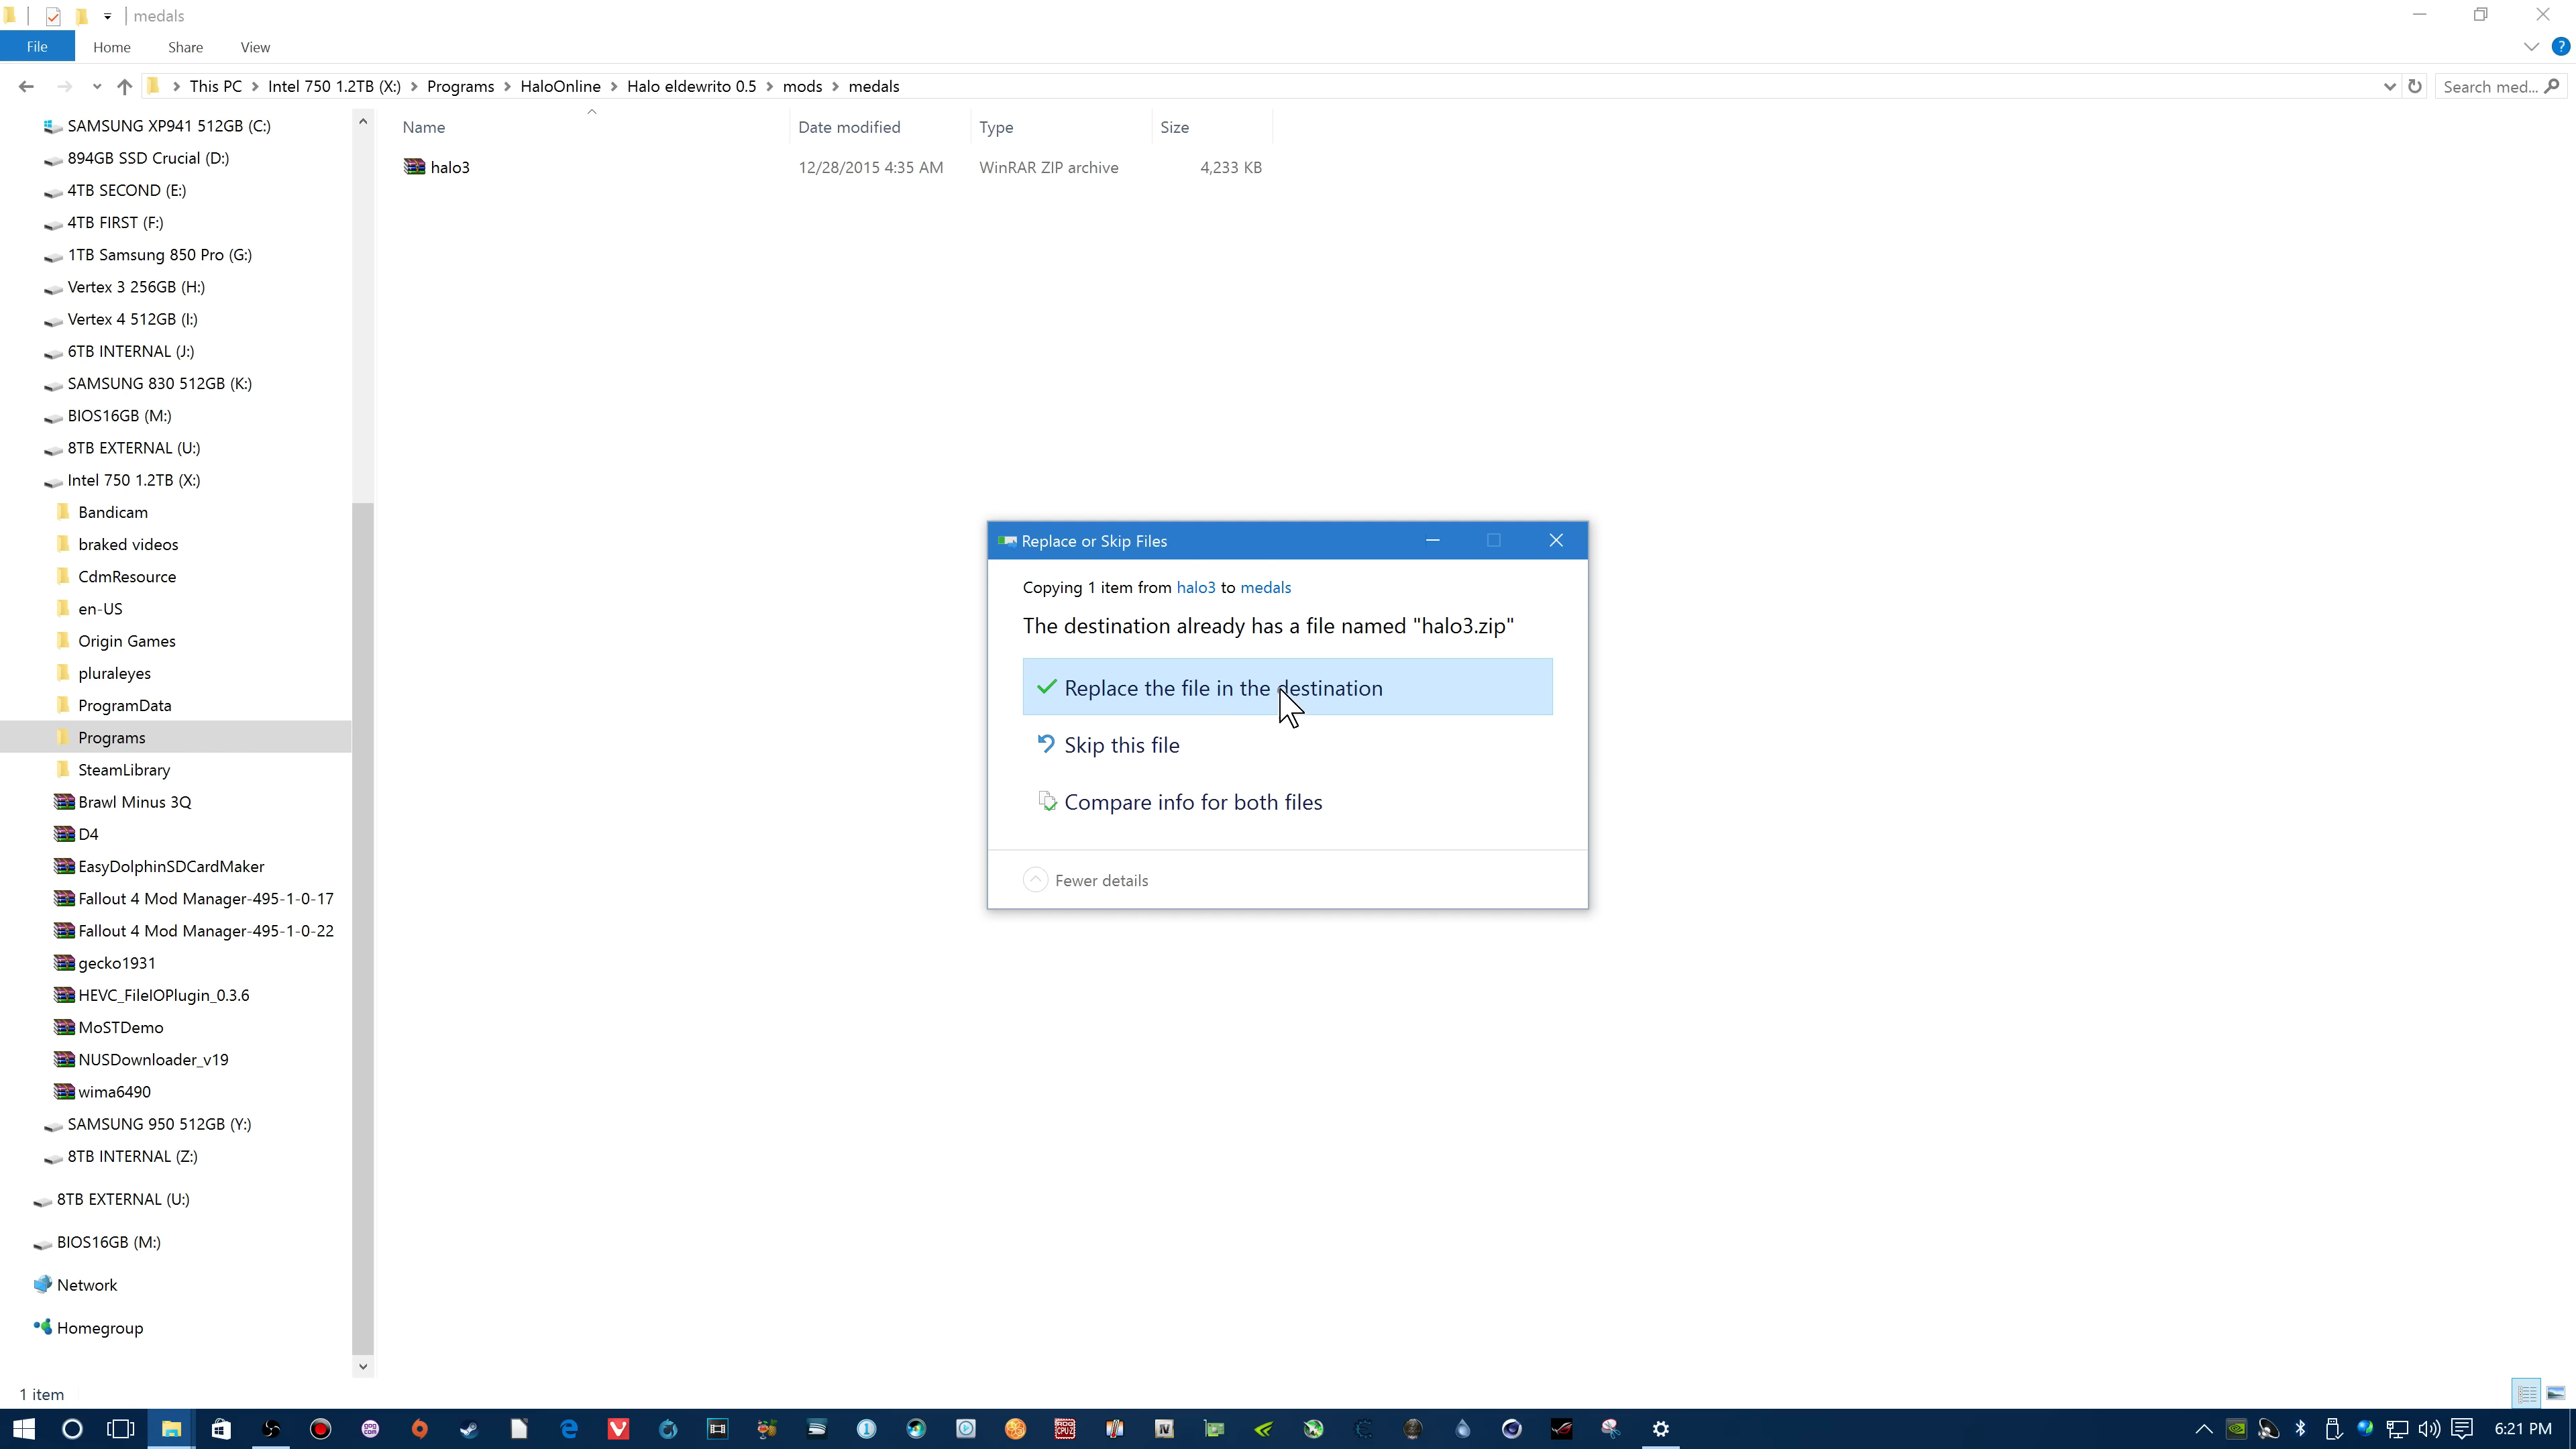 medals
File Home Share View
This PC Intel 750 1.2TB (X:) Programs HaloOnline Halo eldewrito 0.5 mods medals
Search med...
SAMSUNG XP941 512GB (C:)
894GB SSD Crucial (D:)
4TB SECOND (E:)
4TB FIRST (F:)
1TB Samsung 850 Pro (G:)
Vertex 3 256GB (H:)
Vertex 4 512GB (I:)
6TB INTERNAL (J:)
SAMSUNG 830 512GB (K:)
BIOS16GB (M:)
8TB EXTERNAL (U:)
Intel 750 1.2TB (X:)
Bandicam
braked videos
CdmResource
en-US
Origin Games
pluraleyes
ProgramData
Programs
SteamLibrary
Brawl Minus 3Q
D4
EasyDolphinSDCardMaker
Fallout 4 Mod Manager-495-1-0-17
Fallout 4 Mod Manager-495-1-0-22
gecko1931
HEVC_FileIOPlugin_0.3.6
MoSTDemo
NUSDownloader_v19
wima6490
SAMSUNG 950 512GB (Y:)
8TB INTERNAL (Z:)
8TB EXTERNAL (U:)
BIOS16GB (M:)
Network
Homegroup
Name Date modified Type Size
halo3 12/28/2015 4:35 AM WinRAR ZIP archive 4,233 KB
Replace or Skip Files
Copying 1 item from halo3 to medals
The destination already has a file named "halo3.zip"
Replace the file in the destination
Skip this file
Compare info for both files
Fewer details
1 item
6:21 PM